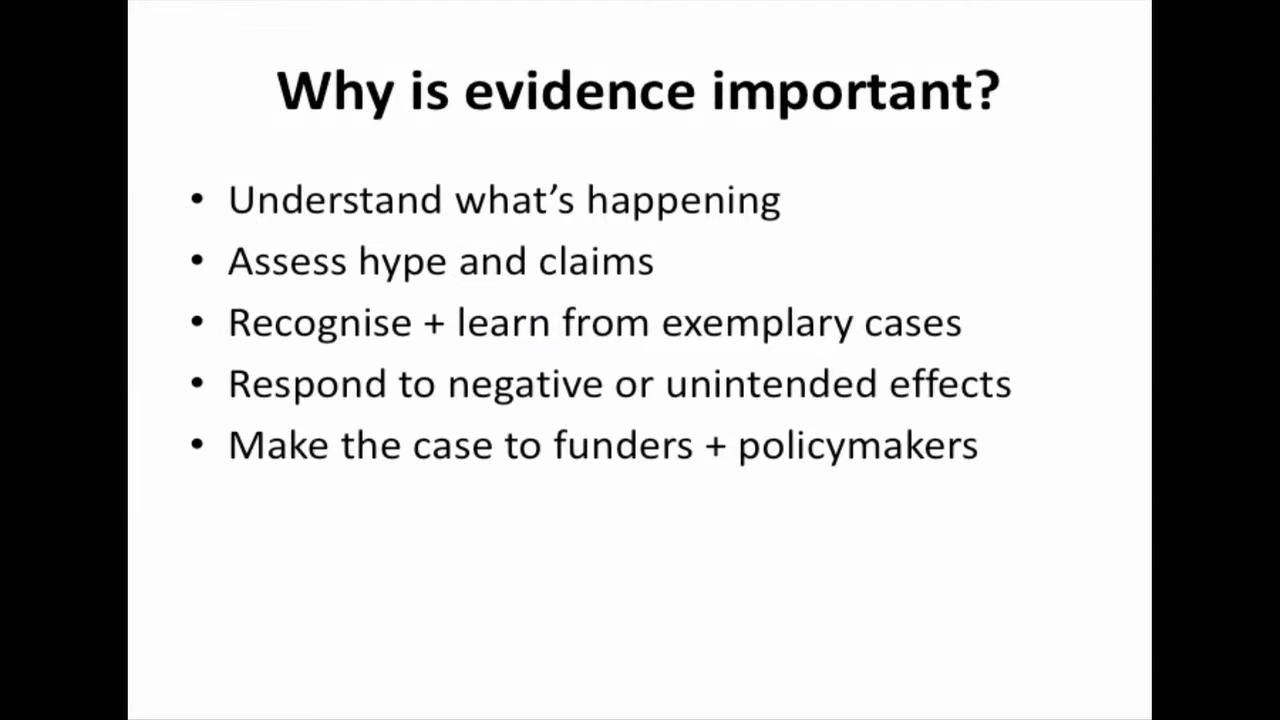 Why is evidence important?
• Understand what’s happening
• Assess hype and claims
• Recognise + learn from exemplary cases
• Respond to negative or unintended effects
• Make the case to funders + policymakers